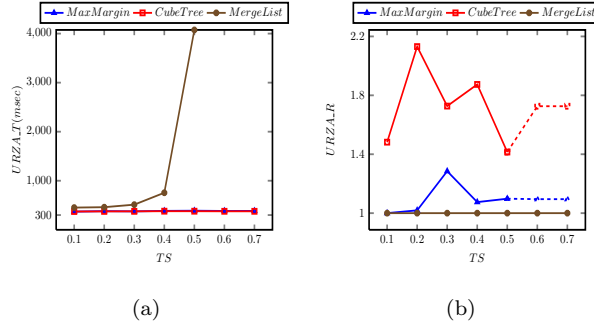 MaxMargin CubeTree MergeList
4,000
3,000
2,000
1,000
300
URZA_T(msec)
0.1 0.2 0.3 0.4 0.5 0.6 0.7
TS
(a)
MaxMargin CubeTree MergeList
2.2
1.8
1.4
1
URZA_R
0.1 0.2 0.3 0.4 0.5 0.6 0.7
TS
(b)